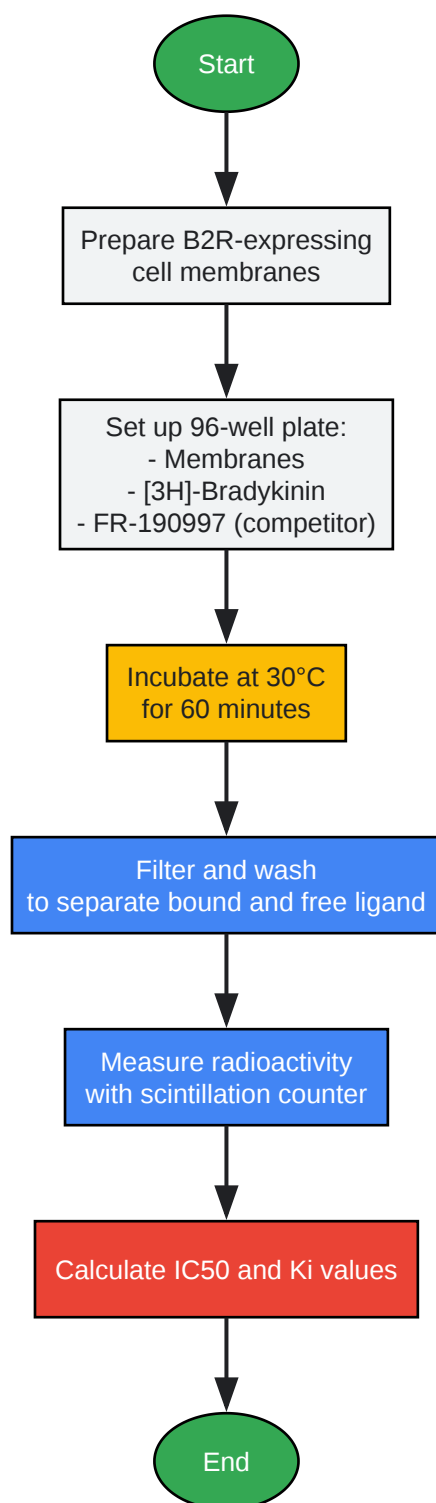 Start
Prepare B2R-expressing
cell membranes
Set up 96-well plate:
- Membranes
- [3H]-Bradykinin
- FR-190997 (competitor)
Incubate at 30°C
for 60 minutes
Filter and wash
to separate bound and free ligand
Measure radioactivity
with scintillation counter
Calculate IC50 and Ki values
End